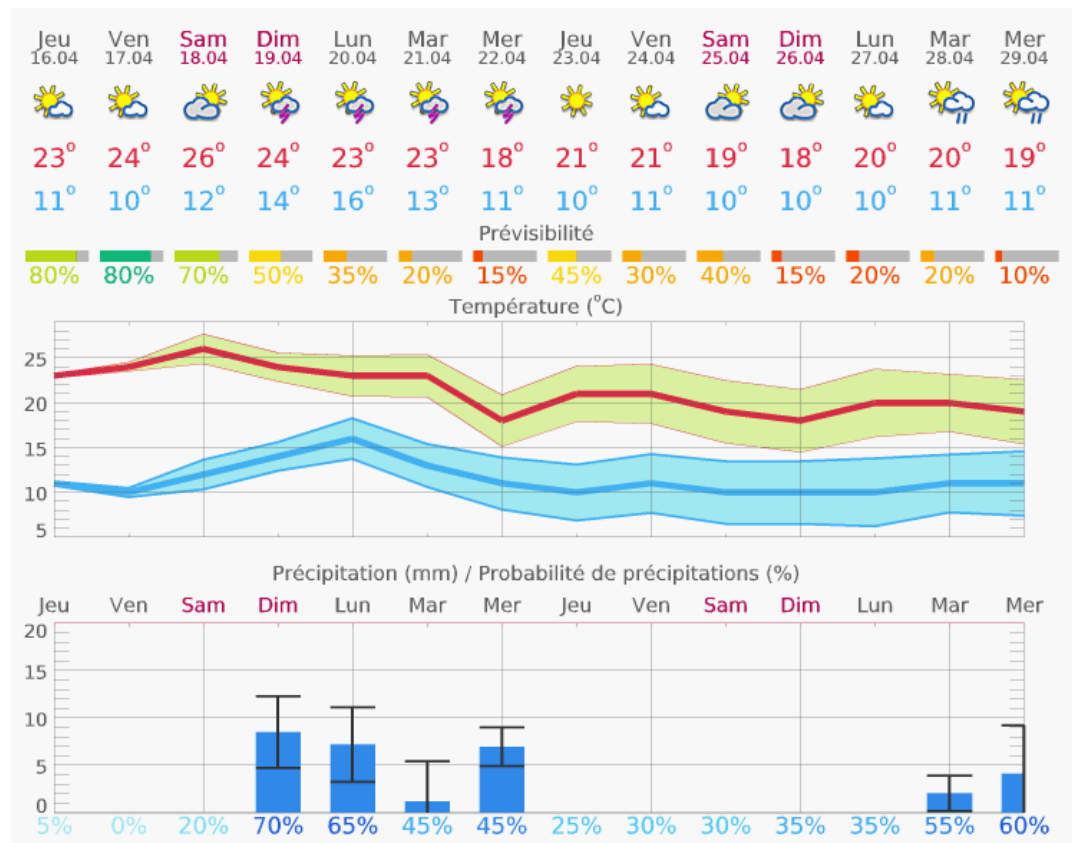 Jeu Ven Sam Dim Lun Mar Mer Jeu Ven Sam Dim Lun Mar Mer
16.04 17.04 18.04 19.04 20.04 21.04 22.04 23.04 24.04 25.04 26.04 27.04 28.04 29.04
23° 24° 26° 24° 23° 23° 18° 21° 21° 19° 18° 20° 20° 19°
11° 10° 12° 14° 16° 13° 11° 10° 11° 10° 10° 10° 11° 11°
Prévisibilité
80% 80% 70% 50% 35% 20% 15% 45% 30% 40% 15% 20% 20% 10%
Température (°C)
25
20
15
10
5
Précipitation (mm) / Probabilité de précipitations (%)
Jeu Ven Sam Dim Lun Mar Mer Jeu Ven Sam Dim Lun Mar Mer
20
15
10
5
0
5% 0% 20% 70% 65% 45% 45% 25% 30% 30% 35% 35% 55% 60%